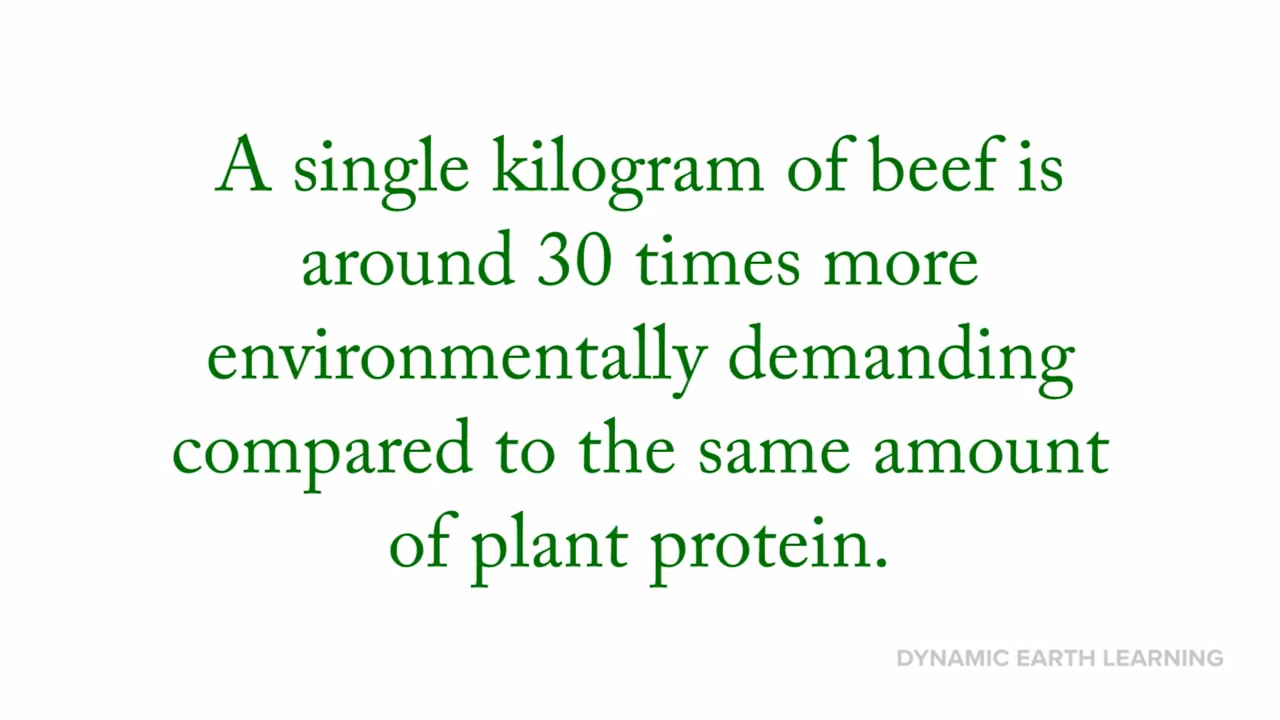 A single kilogram of beef is
around 30 times more
environmentally demanding
compared to the same amount
of plant protein.
DYNAMIC EARTH LEARNING